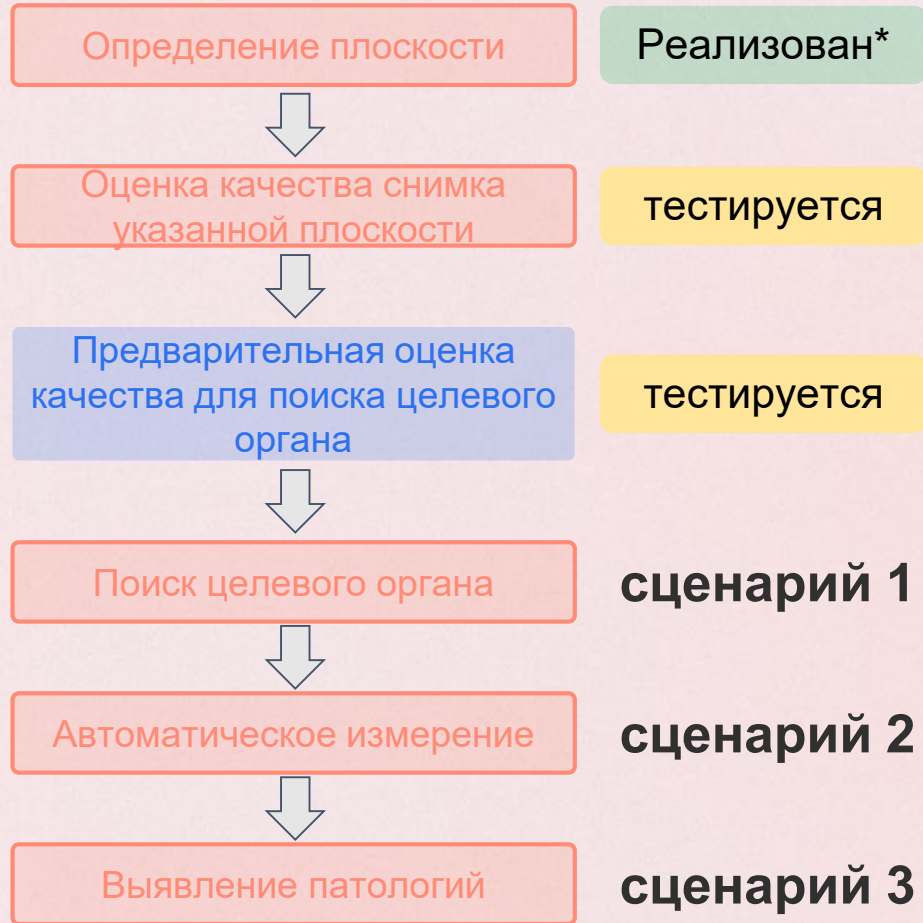 Определение плоскости
Реализован*
Оценка качества снимка
указанной плоскости
тестируется
Предварительная оценка
качества для поиска целевого
органа
тестируется
Поиск целевого органа
сценарий 1
Автоматическое измерение
сценарий 2
Выявление патологий
сценарий 3